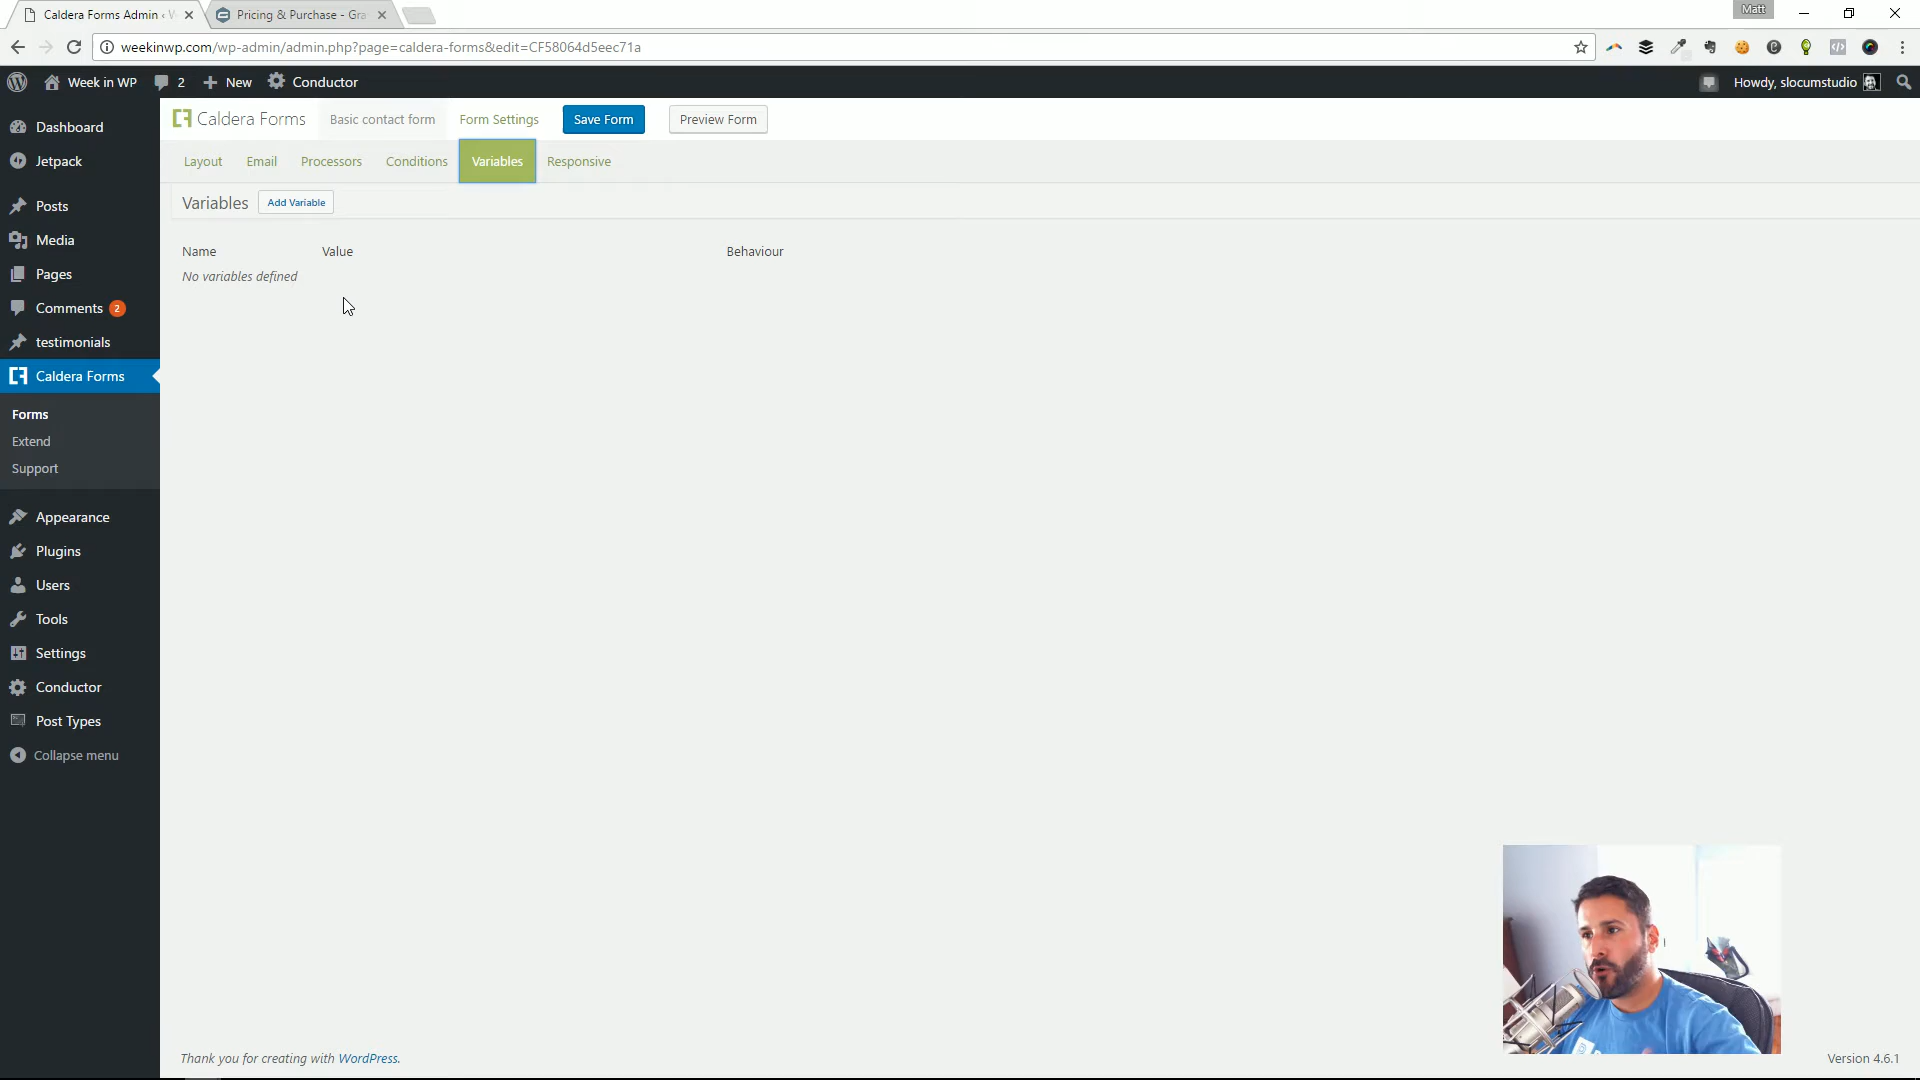 Caldera Forms Admin ‹ W
Pricing & Purchase - Gra
Matt
weekinwp.com/wp-admin/admin.php?page=caldera-forms&edit=CF58064d5eec71a
Week in WP
2
New
Conductor
Howdy, slocumstudio
Dashboard
Jetpack
Posts
Media
Pages
Comments 2
testimonials
Caldera Forms
Forms
Extend
Support
Appearance
Plugins
Users
Tools
Settings
Conductor
Post Types
Collapse menu
Caldera Forms
Basic contact form
Form Settings
Save Form
Preview Form
Layout
Email
Processors
Conditions
Variables
Responsive
Variables
Add Variable
Name
Value
Behaviour
No variables defined
Thank you for creating with WordPress.
Version 4.6.1